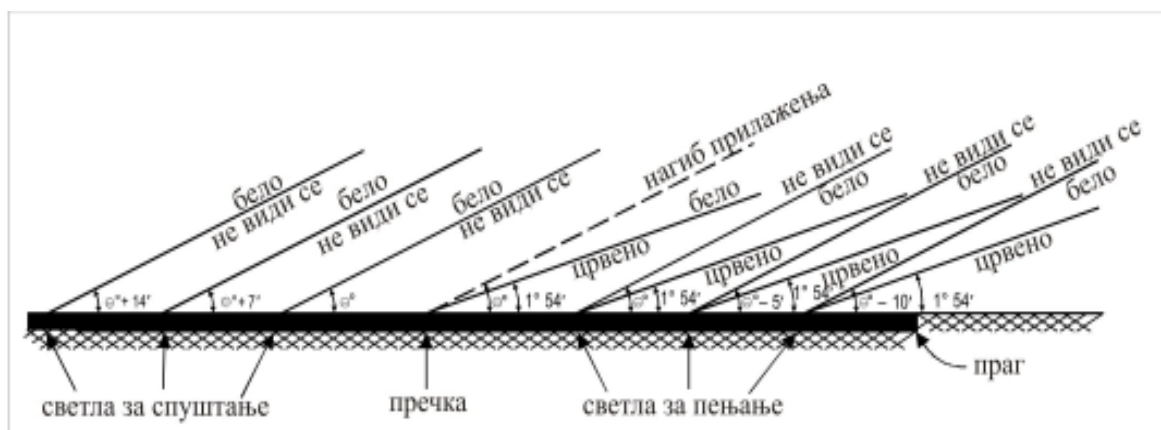 бело
не види се
бело
не види се
бело
не види се
нагиб прилажења
бело
црвено
не види се
бело
црвено
не види се
бело
црвено
не види се
бело
црвено
Θ°+ 14′
Θ°+ 7′
Θ°
Θ°
1° 54′
Θ°
1° 54′
Θ°– 5′
1° 54′
Θ°– 10′
1° 54′
светла за спуштање
пречка
светла за пењање
праг